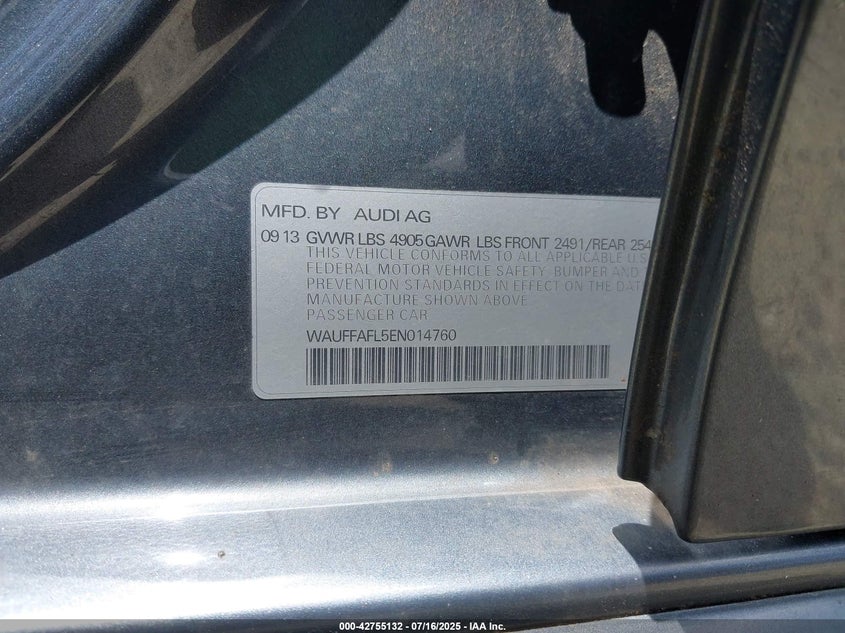 MFD. BY AUDI AG
09 13 GVWR LBS 4905 GAWR LBS FRONT 2491/REAR 254
THIS VEHICLE CONFORMS TO ALL APPLICABLE U.S
FEDERAL MOTOR VEHICLE SAFETY, BUMPER AND
PREVENTION STANDARDS IN EFFECT ON THE DAT
MANUFACTURE SHOWN ABOVE.
PASSENGER CAR
WAUFFAFL5EN014760
000-42755132 - 07/16/2025 - IAA Inc.